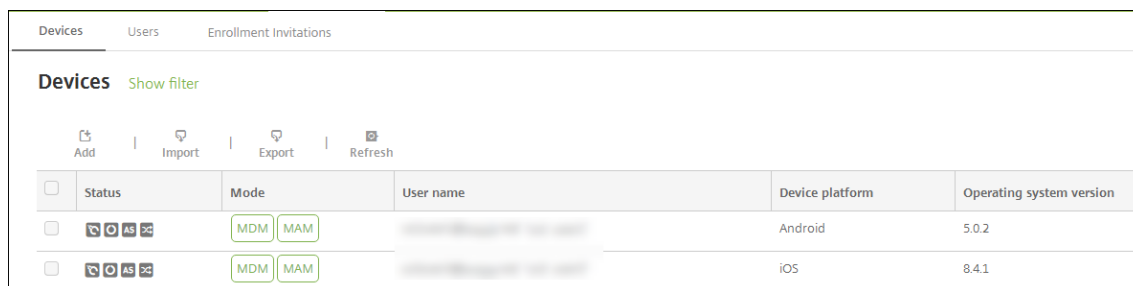 Devices Users Enrollment Invitations
Devices Show filter
Add | Import | Export | Refresh
Status Mode User name Device platform Operating system version
AS MDM MAM Android 5.0.2
AS MDM MAM iOS 8.4.1